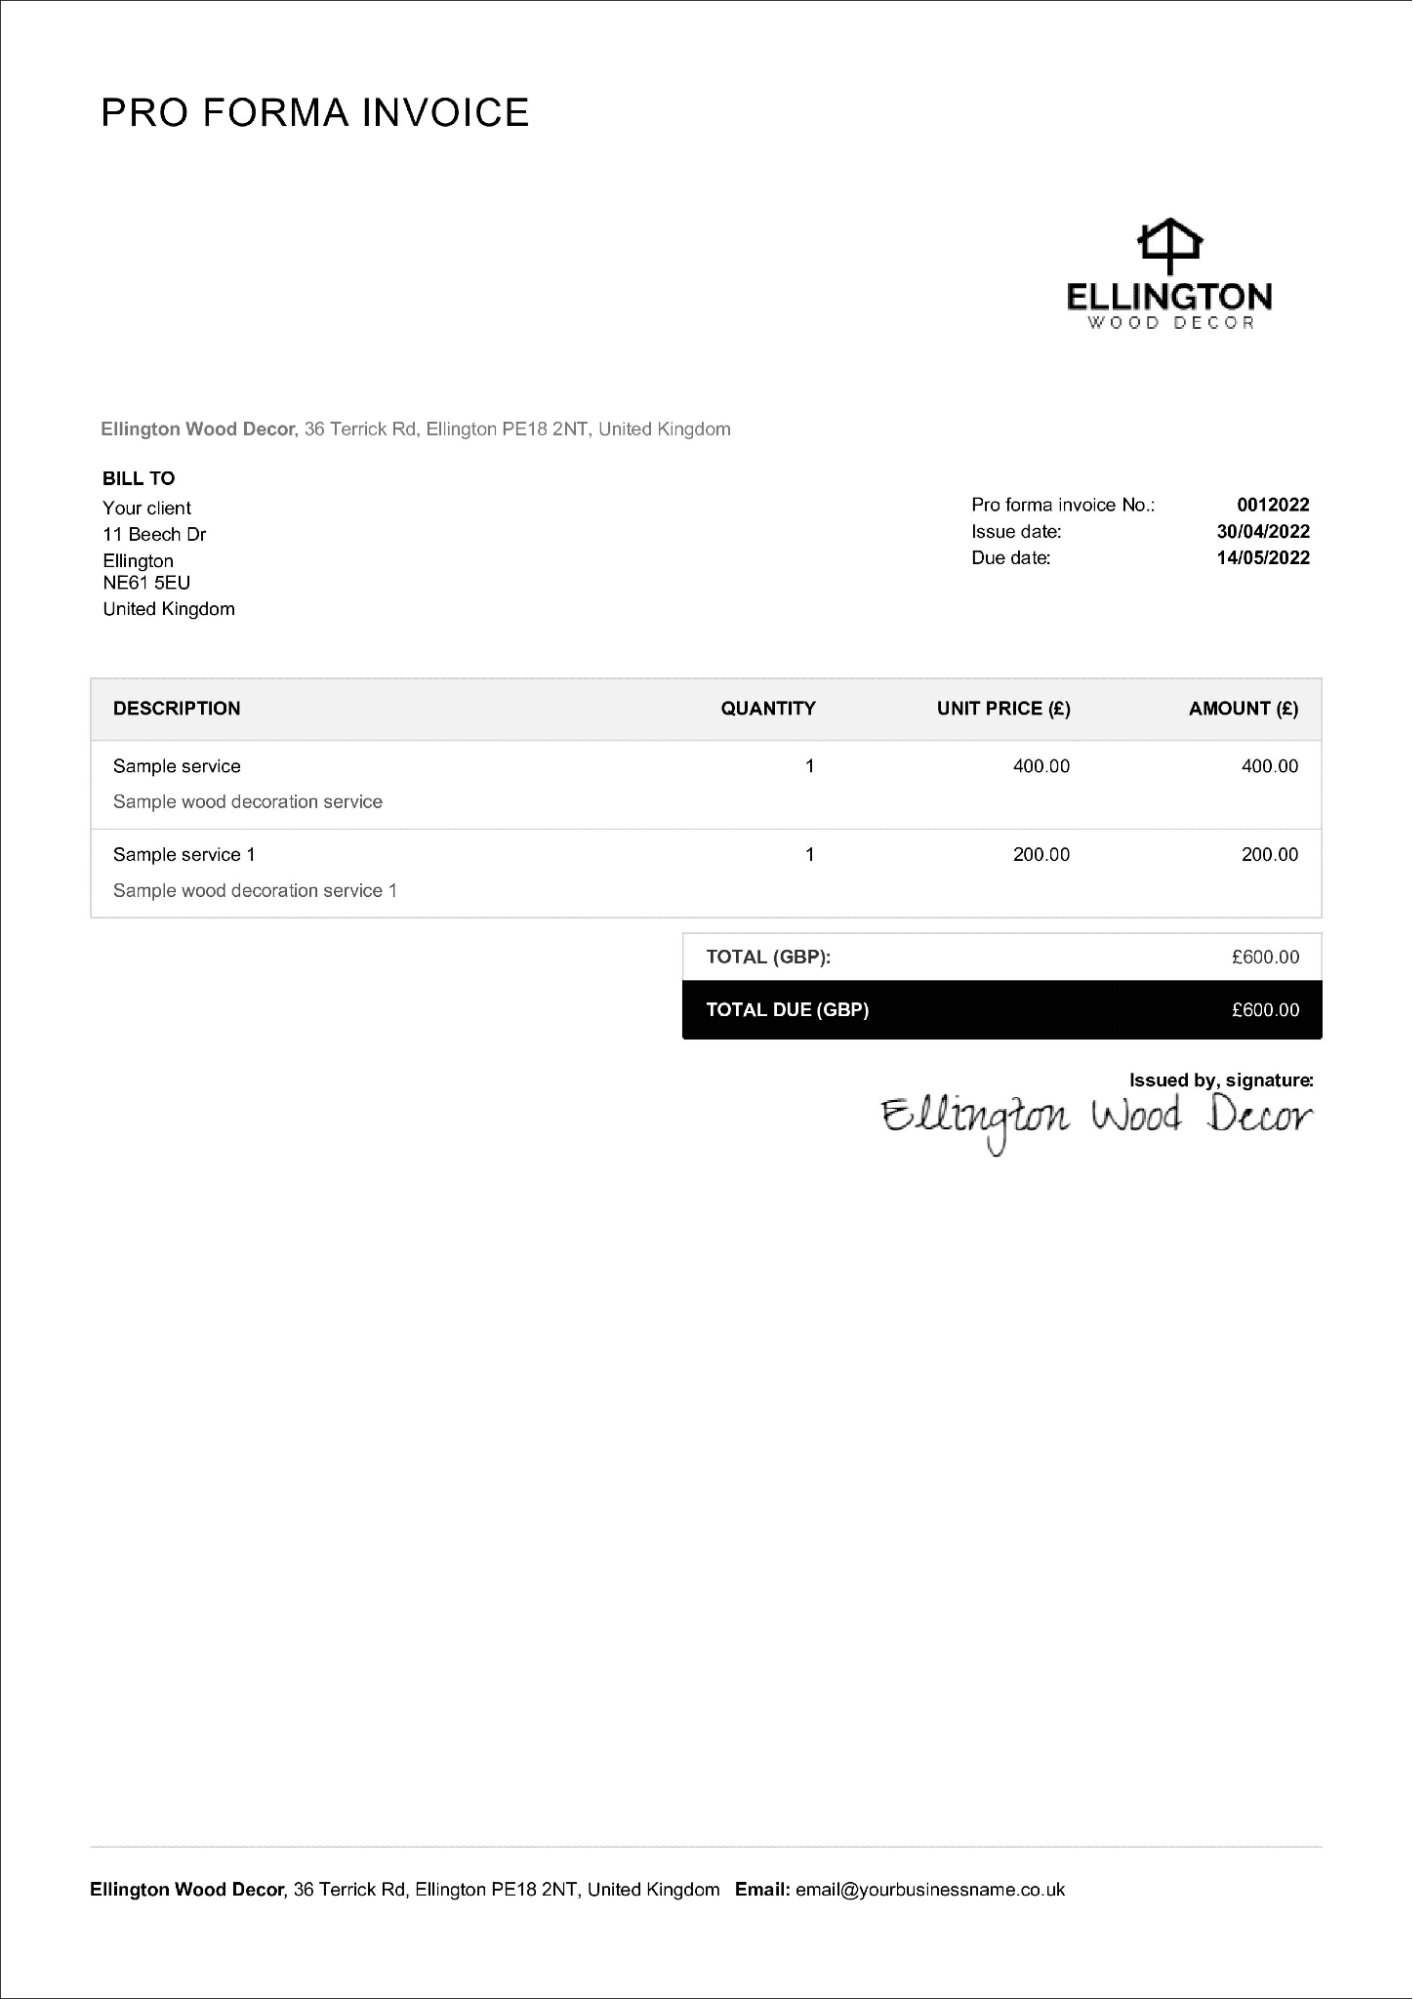 PRO FORMA INVOICE
ELLINGTON
WOOD DECOR
Ellington Wood Decor, 36 Terrick Rd, Ellington PE18 2NT, United Kingdom
BILL TO
Your client
11 Beech Dr
Ellington
NE61 5EU
United Kingdom
Pro forma invoice No.: 0012022
Issue date: 30/04/2022
Due date: 14/05/2022
DESCRIPTION QUANTITY UNIT PRICE (£) AMOUNT (£)
Sample service 1 400.00 400.00
Sample wood decoration service
Sample service 1 1 200.00 200.00
Sample wood decoration service 1
TOTAL (GBP): £600.00
TOTAL DUE (GBP) £600.00
Issued by, signature:
Ellington Wood Decor
Ellington Wood Decor, 36 Terrick Rd, Ellington PE18 2NT, United Kingdom Email: email@yourbusinessname.co.uk